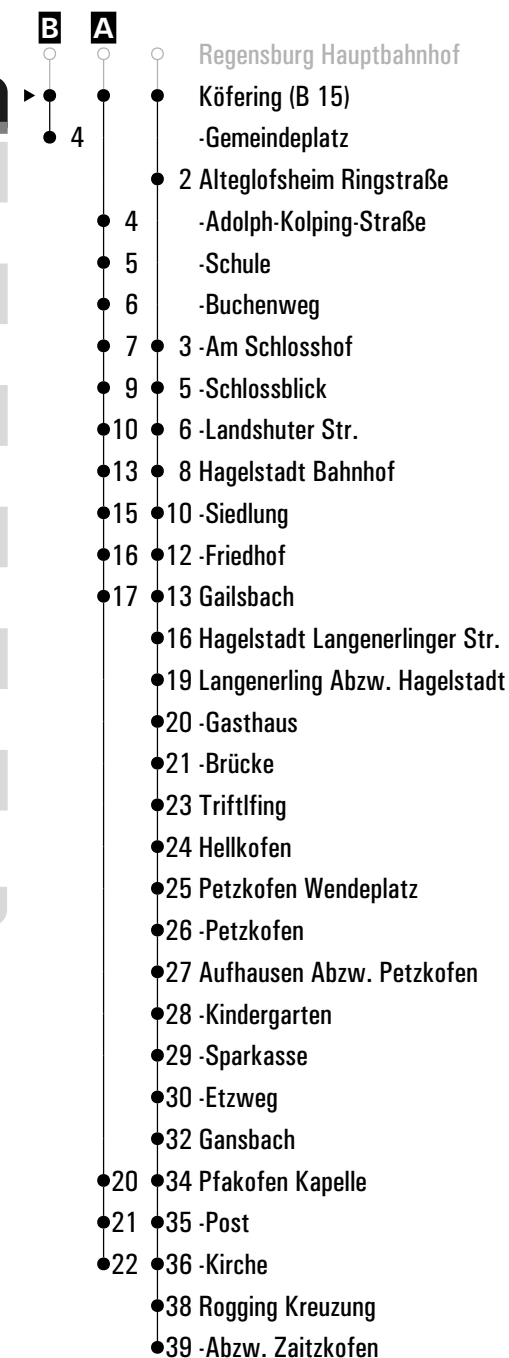 B A
Regensburg Hauptbahnhof
Köfering (B 15)
4 -Gemeindeplatz
2 Alteglofsheim Ringstraße
4 -Adolph-Kolping-Straße
5 -Schule
6 -Buchenweg
7 3 -Am Schlosshof
9 5 -Schlossblick
10 6 -Landshuter Str.
13 8 Hagelstadt Bahnhof
15 10 -Siedlung
16 12 -Friedhof
17 13 Gailsbach
16 Hagelstadt Langenerlinger Str.
19 Langenerling Abzw. Hagelstadt
20 -Gasthaus
21 -Brücke
23 Triftlfing
24 Hellkofen
25 Petzkofen Wendeplatz
26 -Petzkofen
27 Aufhausen Abzw. Petzkofen
28 -Kindergarten
29 -Sparkasse
30 -Etzweg
32 Gansbach
20 34 Pfakofen Kapelle
21 35 -Post
22 36 -Kirche
38 Rogging Kreuzung
39 -Abzw. Zaitzkofen